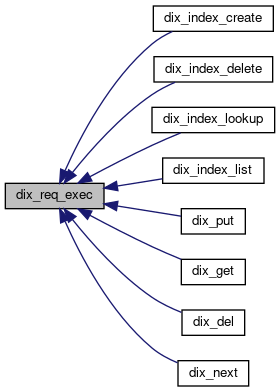 dix_index_create
dix_index_delete
dix_index_lookup
dix_index_list
dix_req_exec
dix_put
dix_get
dix_del
dix_next